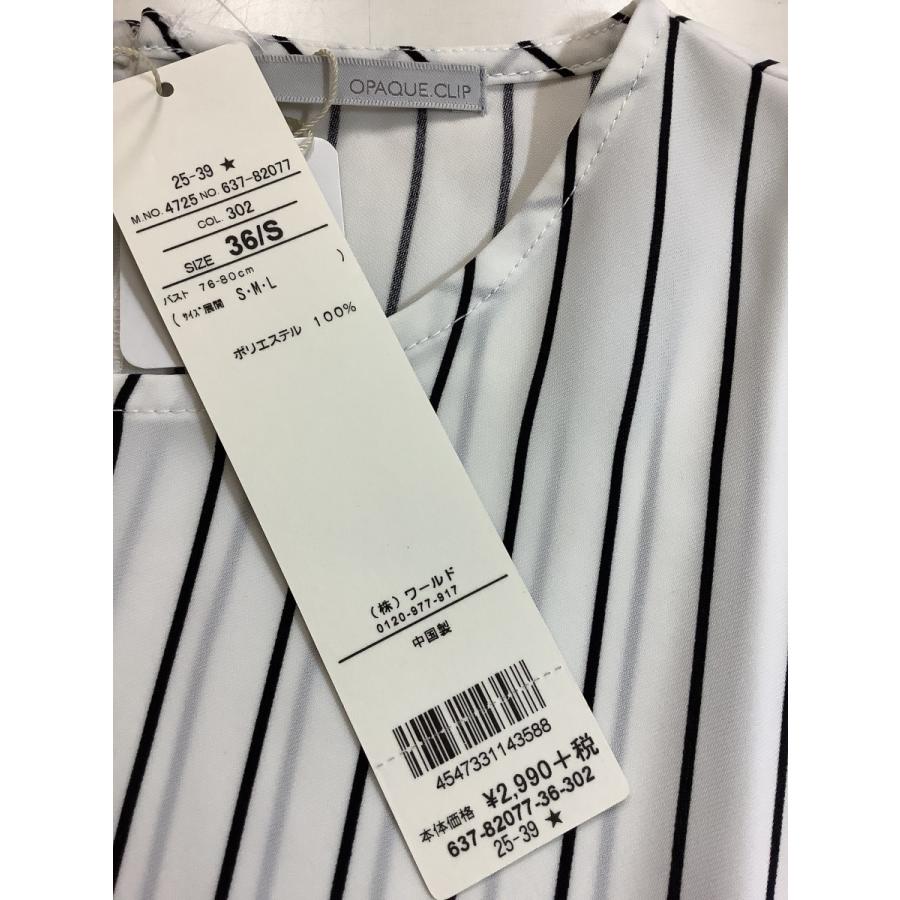 OPAQUE.CLIP
25-39 ★
M.NO. 4725 NO. 637-82077
COL. 302
SIZE 36/S
バスト 76-80cm
(サイズ展開 S・M・L )
ポリエステル 100%
(株)ワールド
0120-977-917
中国製
4547331143588
本体価格 ¥2,990+税
637-82077-36-302
25-39 ★